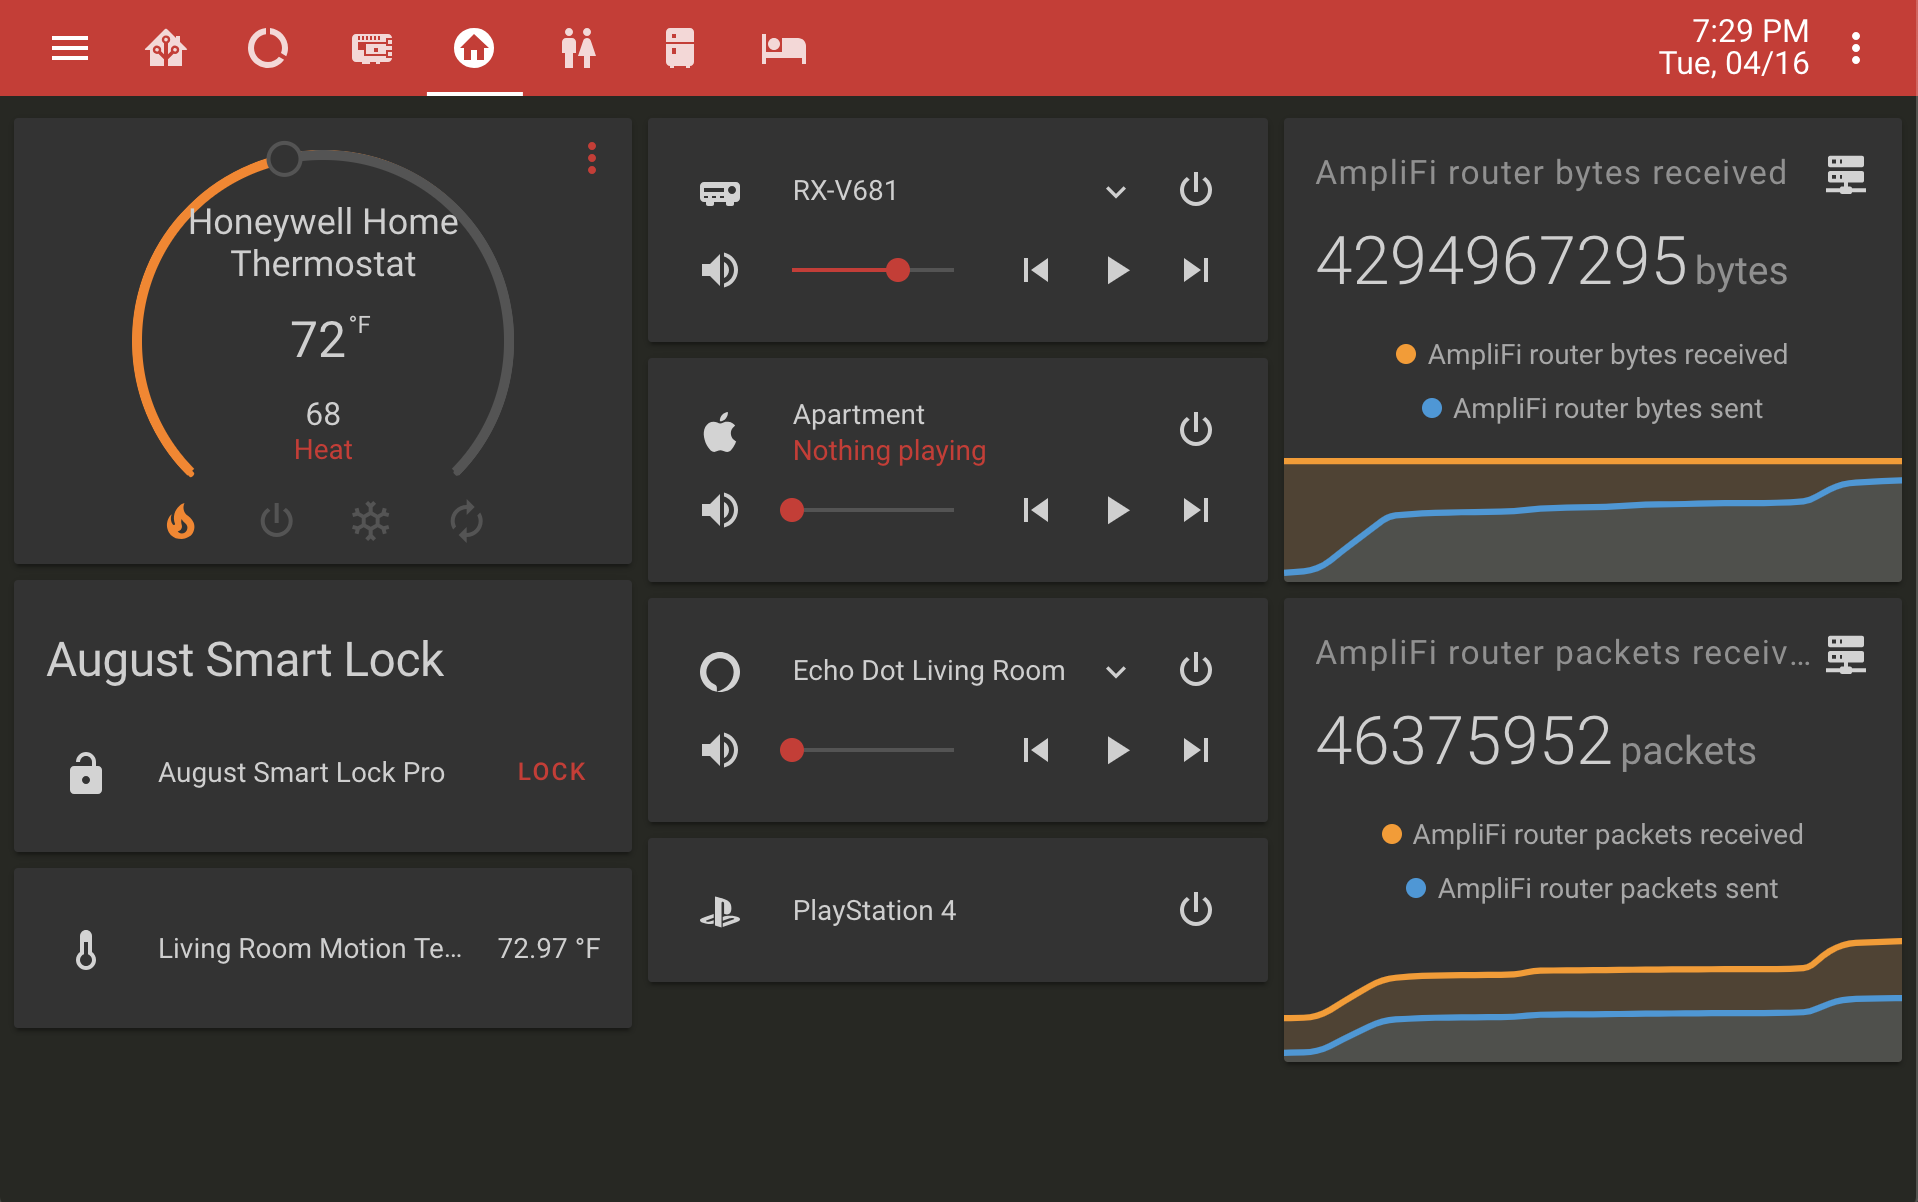 7:29 PM
Tue, 04/16
Honeywell Home
Thermostat
72 °F
68
Heat
August Smart Lock
August Smart Lock Pro LOCK
Living Room Motion Te... 72.97 °F
RX-V681
Apartment
Nothing playing
Echo Dot Living Room
PlayStation 4
AmpliFi router bytes received
4294967295 bytes
AmpliFi router bytes received
AmpliFi router bytes sent
AmpliFi router packets receiv...
46375952 packets
AmpliFi router packets received
AmpliFi router packets sent